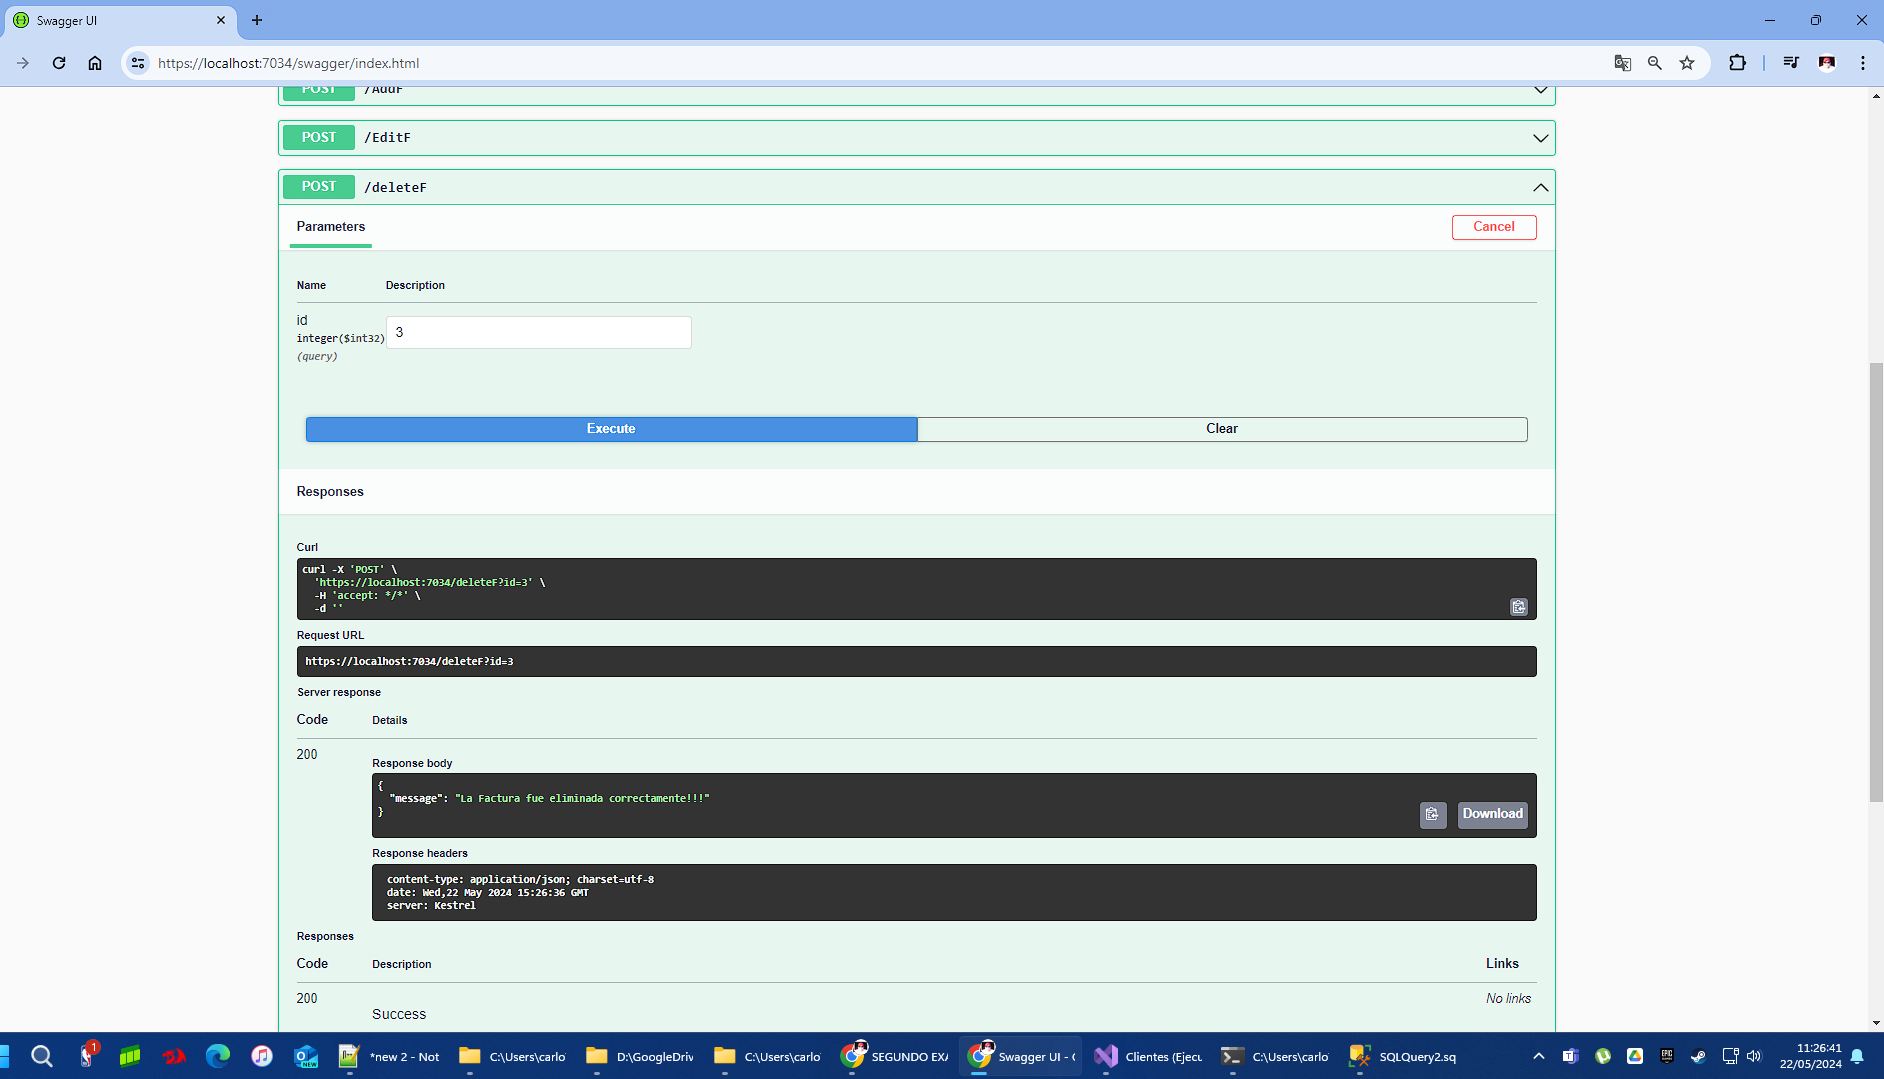 Swagger UI
https://localhost:7034/swagger/index.html
POST /AddF
POST /EditF
POST /deleteF
Parameters
Cancel
Name Description
id
integer($int32)
(query)
3
Execute Clear
Responses
Curl
curl -X 'POST' \
'https://localhost:7034/deleteF?id=3' \
-H 'accept: */*' \
-d ''
Request URL
https://localhost:7034/deleteF?id=3
Server response
Code Details
200
Response body
{
"message": "La Factura fue eliminada correctamente!!!"
}
Download
Response headers
content-type: application/json; charset=utf-8
date: Wed,22 May 2024 15:26:36 GMT
server: Kestrel
Responses
Code Description Links
200 No links
Success
1 NEW *new 2 - Not C:\Users\carlo D:\GoogleDriv C:\Users\carlo SEGUNDO EXA Swagger UI - Clientes (Ejecu C:\Users\carlo SQLQuery2.sq
11:26:41
22/05/2024